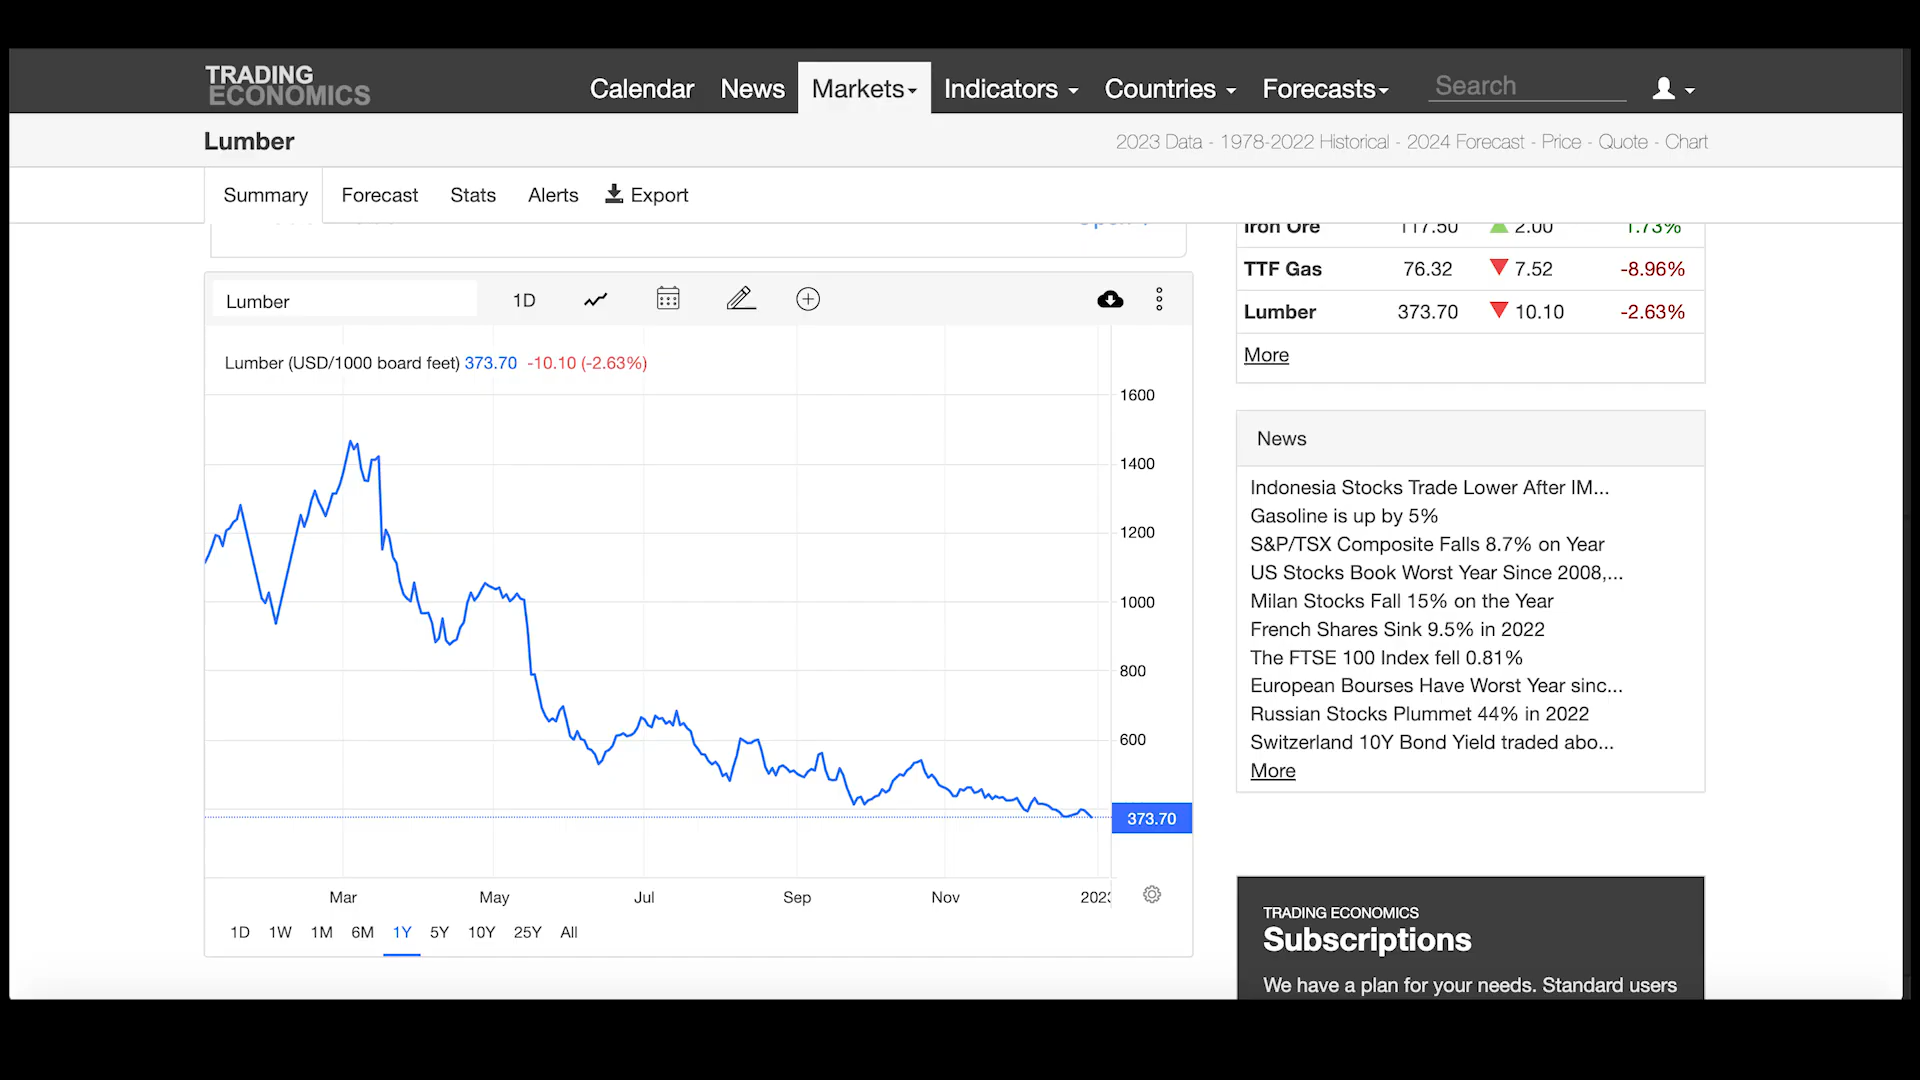 TRADING
ECONOMICS
Calendar News Markets Indicators Countries Forecasts Search
Lumber
2023 Data - 1978-2022 Historical - 2024 Forecast - Price - Quote - Chart
Summary Forecast Stats Alerts Export
Iron Ore 117.50 2.00 1.73%
TTF Gas 76.32 7.52 -8.96%
Lumber 373.70 10.10 -2.63%
More
Lumber 1D
Lumber (USD/1000 board feet) 373.70 -10.10 (-2.63%)
1600
1400
1200
1000
800
600
373.70
Mar May Jul Sep Nov 2023
1D 1W 1M 6M 1Y 5Y 10Y 25Y All
News
Indonesia Stocks Trade Lower After IM...
Gasoline is up by 5%
S&P/TSX Composite Falls 8.7% on Year
US Stocks Book Worst Year Since 2008,...
Milan Stocks Fall 15% on the Year
French Shares Sink 9.5% in 2022
The FTSE 100 Index fell 0.81%
European Bourses Have Worst Year sinc...
Russian Stocks Plummet 44% in 2022
Switzerland 10Y Bond Yield traded abo...
More
TRADING ECONOMICS
Subscriptions
We have a plan for your needs. Standard users